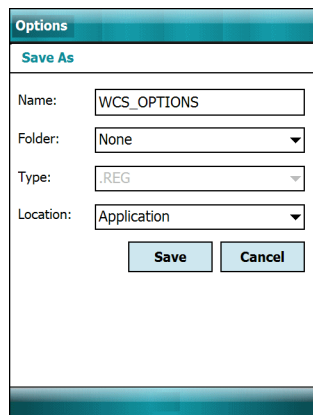 Options
Save As
Name: WCS_OPTIONS
Folder: None
Type: .REG
Location: Application
Save Cancel